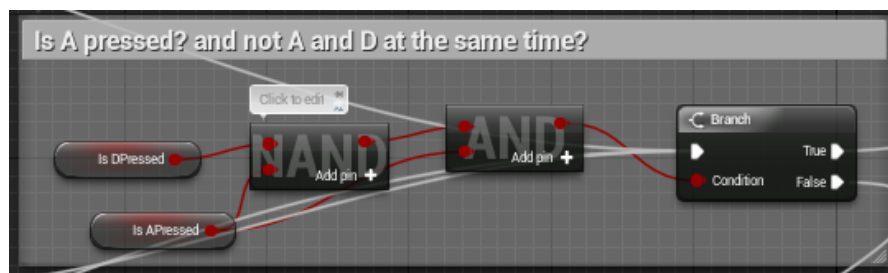 Is A pressed? and not A and D at the same time?
Click to edit
NAND
Add pin
AND
Add pin
Branch
True
Condition
False
Is DPressed
Is APressed